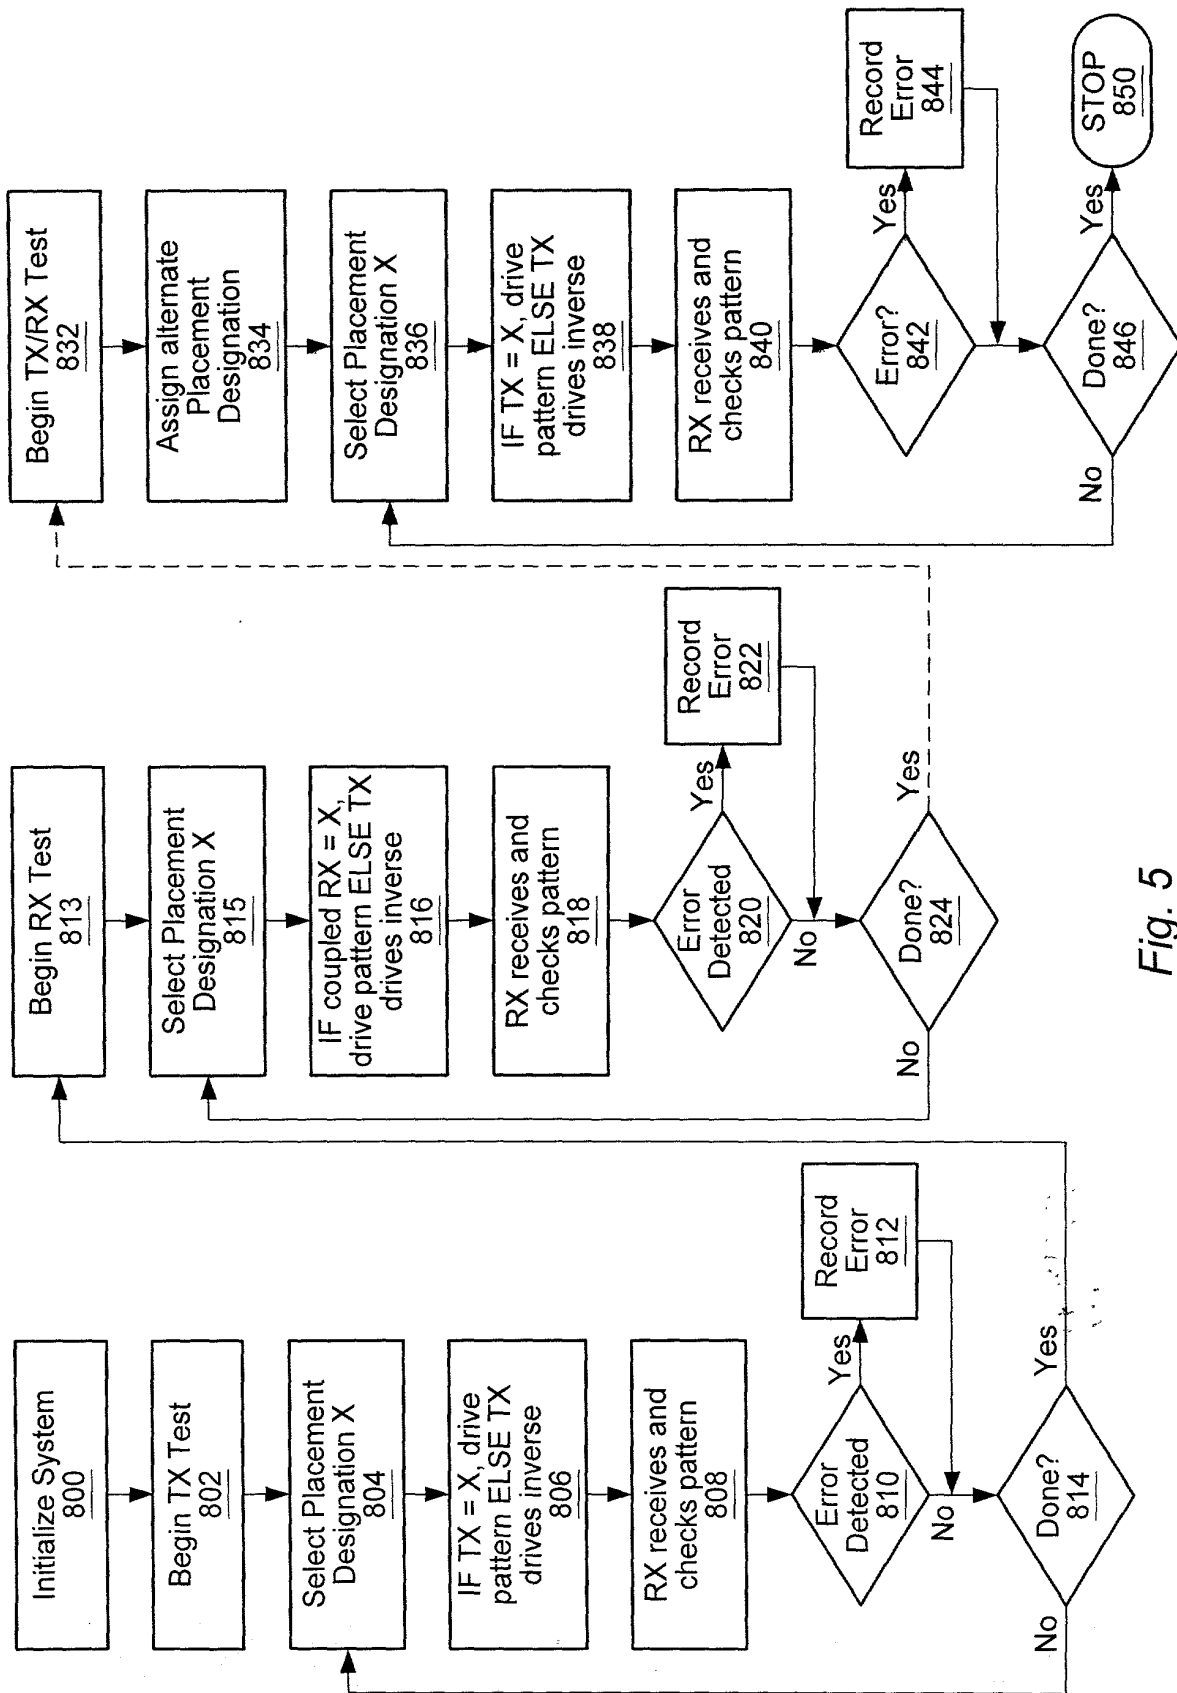 Initialize System
800
Begin TX Test
802
Select Placement
Designation X
804
IF TX = X, drive
pattern ELSE TX
drives inverse
806
RX receives and
checks pattern
808
Error
Detected
810
Yes
No
Record
Error
812
Done?
814
Yes
No
Begin RX Test
813
Select Placement
Designation X
815
IF coupled RX = X,
drive pattern ELSE TX
drives inverse
816
RX receives and
checks pattern
818
Error
Detected
820
Yes
No
Record
Error
822
Done?
824
Yes
No
Begin TX/RX Test
832
Assign alternate
Placement
Designation
834
Select Placement
Designation X
836
IF TX = X, drive
pattern ELSE TX
drives inverse
838
RX receives and
checks pattern
840
Error?
842
Yes
Record
Error
844
Done?
846
Yes
No
STOP
850
Fig. 5